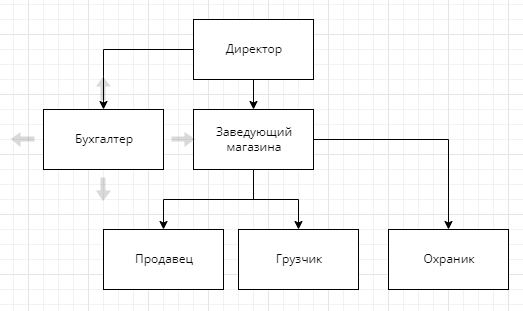 Директор
Бухгалтер
Заведующий
магазина
Продавец
Грузчик
Охраник